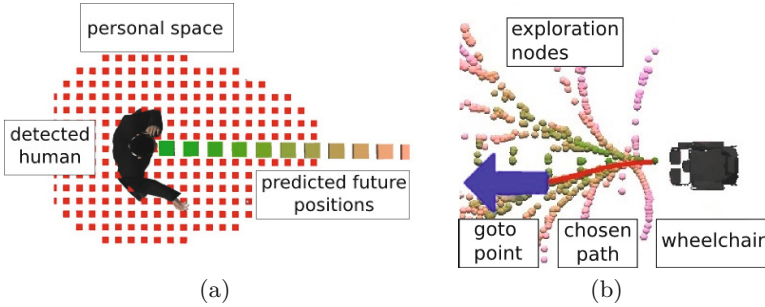 personal space
detected
human
predicted future
positions
(a)
exploration
nodes
goto
point
chosen
path
wheelchair
(b)